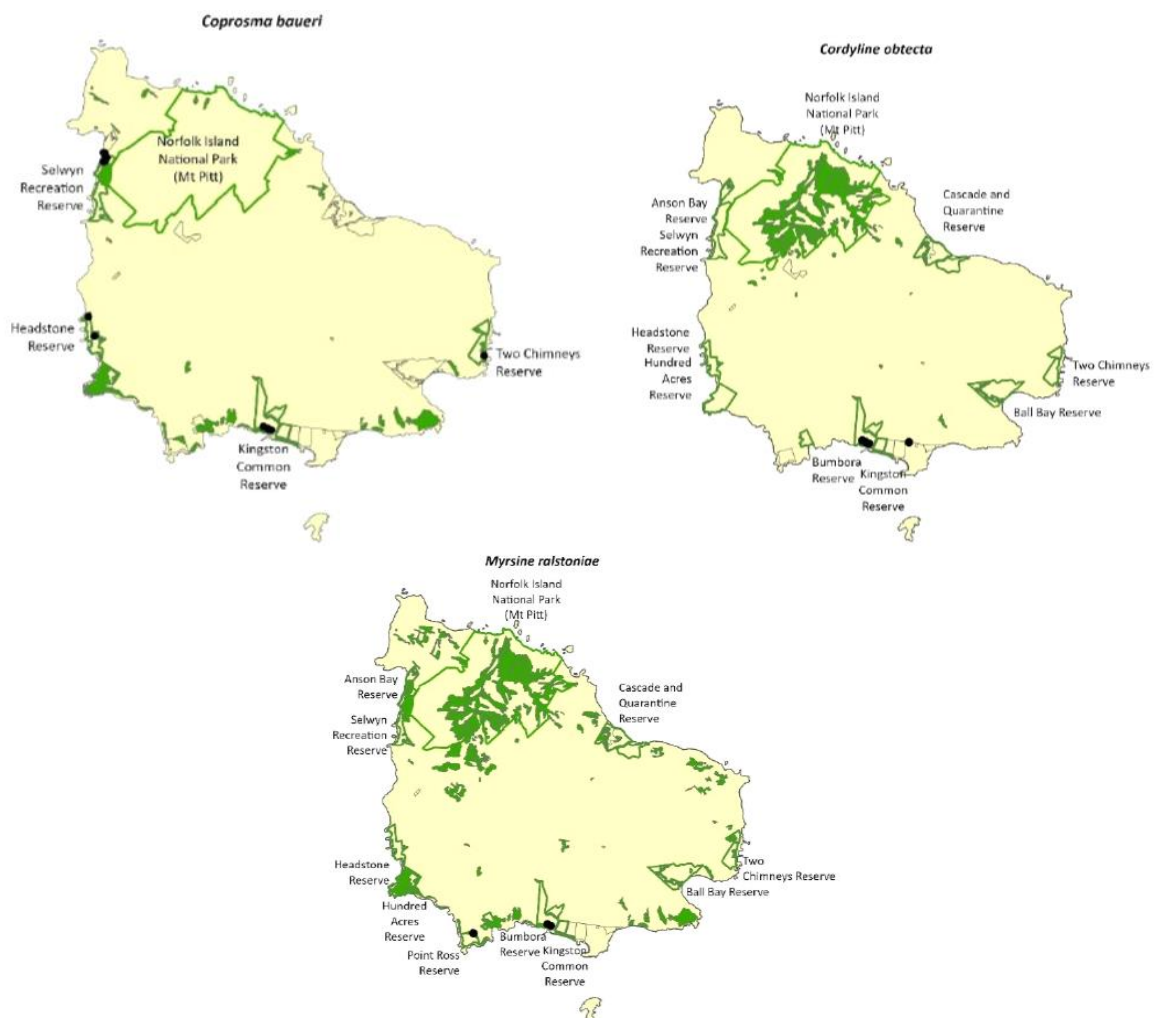 Coprosma baueri
Norfolk Island
National Park
(Mt Pitt)
Selwyn
Recreation
Reserve
Headstone
Reserve
Two Chimneys
Reserve
Kingston
Common
Reserve
Cordyline obtecta
Norfolk Island
National Park
(Mt Pitt)
Anson Bay
Reserve
Selwyn
Recreation
Reserve
Cascade and
Quarantine
Reserve
Headstone
Reserve
Hundred
Acres
Reserve
Two Chimneys
Reserve
Ball Bay Reserve
Bumbora
Reserve
Kingston
Common
Reserve
Myrsine ralstoniae
Norfolk Island
National Park
(Mt Pitt)
Anson Bay
Reserve
Selwyn
Recreation
Reserve
Cascade and
Quarantine
Reserve
Headstone
Reserve
Hundred
Acres
Reserve
Point Ross
Reserve
Bumbora
Reserve
Kingston
Common
Reserve
Two
Chimneys Reserve
Ball Bay Reserve